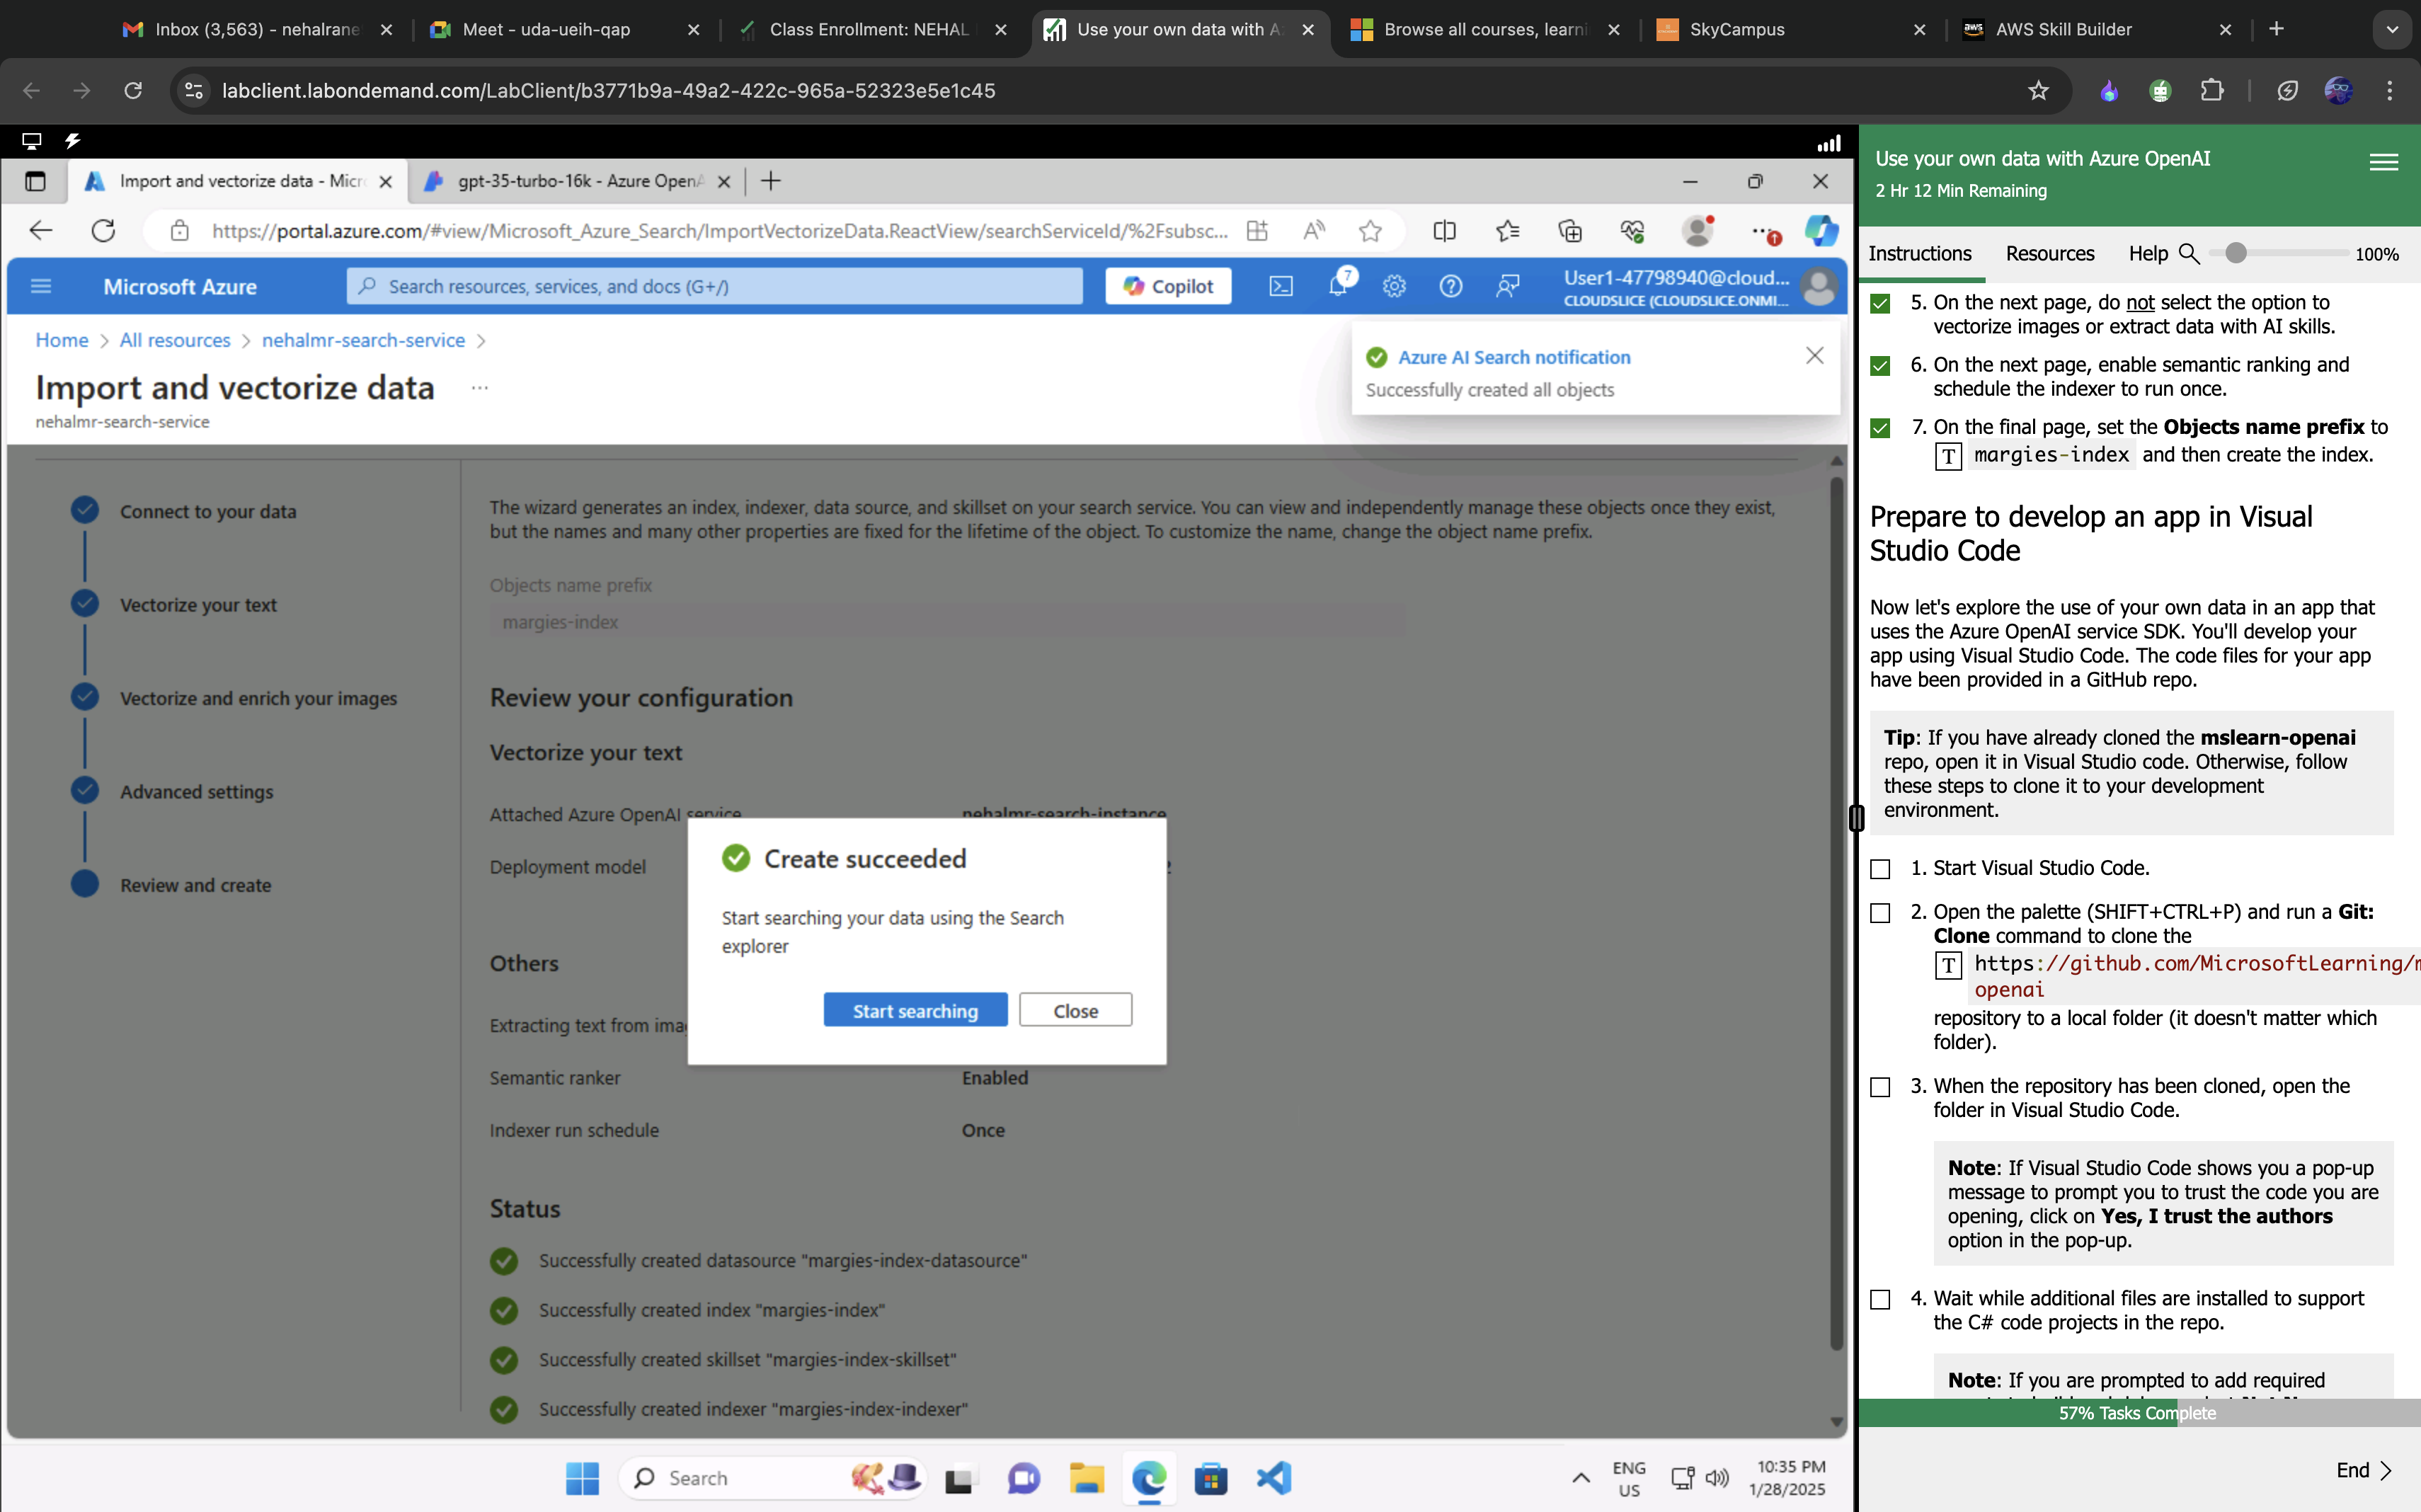 Inbox (3,563) - nehalrane
Meet - uda-ueih-qap
Class Enrollment: NEHAL
Use your own data with A
Browse all courses, learni
SkyCampus
aws
AWS Skill Builder
labclient.labondemand.com/LabClient/b3771b9a-49a2-422c-965a-52323e5e1c45
Import and vectorize data - Micr
gpt-35-turbo-16k - Azure OpenA
https://portal.azure.com/#view/Microsoft_Azure_Search/ImportVectorizeData.ReactView/searchServiceId/%2Fsubsc...
Microsoft Azure
Search resources, services, and docs (G+/)
Copilot
7
User1-47798940@cloud...
CLOUDSLICE (CLOUDSLICE.ONMI...
Home > All resources > nehalmr-search-service >
Import and vectorize data ...
nehalmr-search-service
Azure AI Search notification
Successfully created all objects
Connect to your data
Vectorize your text
Vectorize and enrich your images
Advanced settings
Review and create
The wizard generates an index, indexer, data source, and skillset on your search service. You can view and independently manage these objects once they exist,
but the names and many other properties are fixed for the lifetime of the object. To customize the name, change the object name prefix.
Objects name prefix
margies-index
Review your configuration
Vectorize your text
Attached Azure OpenAI service
nehalmr-search-instance
Deployment model
Create succeeded
Start searching your data using the Search
explorer
Start searching
Close
Others
Extracting text from ima
Semantic ranker
Enabled
Indexer run schedule
Once
Status
Successfully created datasource "margies-index-datasource"
Successfully created index "margies-index"
Successfully created skillset "margies-index-skillset"
Successfully created indexer "margies-index-indexer"
Search
ENG
US
10:35 PM
1/28/2025
Use your own data with Azure OpenAI
2 Hr 12 Min Remaining
Instructions
Resources
Help
100%
5. On the next page, do not select the option to
vectorize images or extract data with AI skills.
6. On the next page, enable semantic ranking and
schedule the indexer to run once.
7. On the final page, set the Objects name prefix to
T margies-index and then create the index.
Prepare to develop an app in Visual
Studio Code
Now let's explore the use of your own data in an app that
uses the Azure OpenAI service SDK. You'll develop your
app using Visual Studio Code. The code files for your app
have been provided in a GitHub repo.
Tip: If you have already cloned the mslearn-openai
repo, open it in Visual Studio code. Otherwise, follow
these steps to clone it to your development
environment.
1. Start Visual Studio Code.
2. Open the palette (SHIFT+CTRL+P) and run a Git:
Clone command to clone the
T https://github.com/MicrosoftLearning/m
openai
repository to a local folder (it doesn't matter which
folder).
3. When the repository has been cloned, open the
folder in Visual Studio Code.
Note: If Visual Studio Code shows you a pop-up
message to prompt you to trust the code you are
opening, click on Yes, I trust the authors
option in the pop-up.
4. Wait while additional files are installed to support
the C# code projects in the repo.
Note: If you are prompted to add required
57% Tasks Complete
End